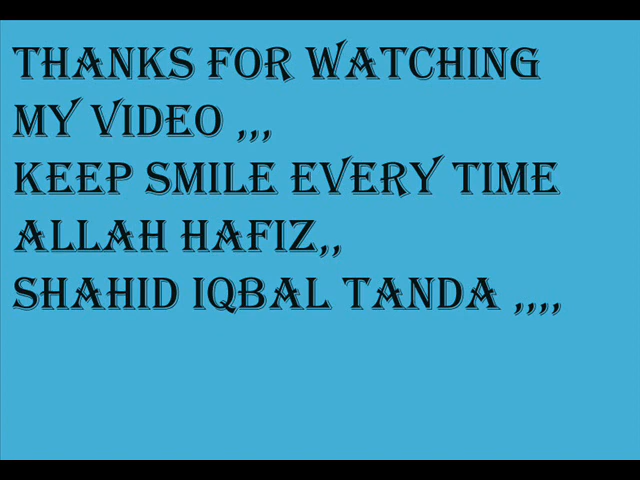 THANKS FOR WATCHING
MY VIDEO ,,,
KEEP SMILE EVERY TIME
ALLAH HAFIZ,,
SHAHID IQBAL TANDA ,,,,